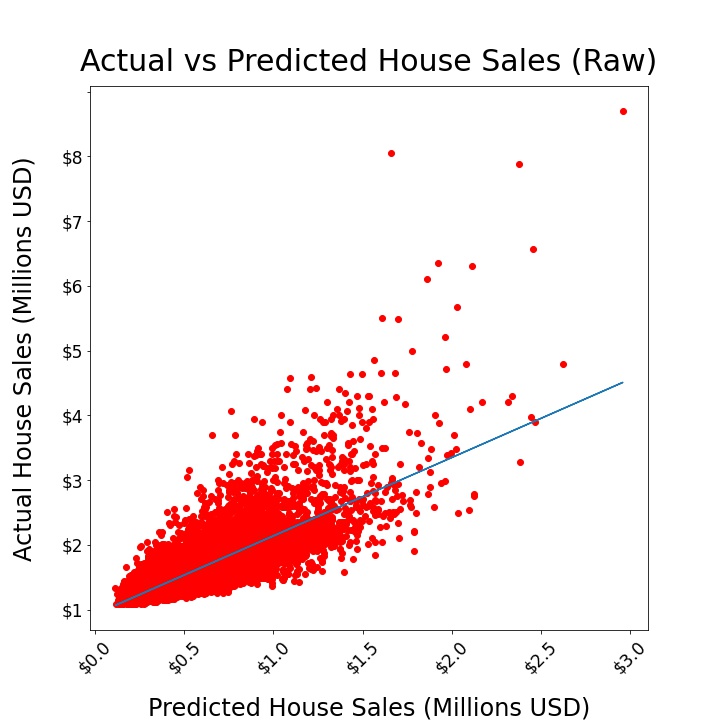 Actual vs Predicted House Sales (Raw)
Actual House Sales (Millions USD)
$8
$7
$6
$5
$4
$3
$2
$1
$0.0 $0.5 $1.0 $1.5 $2.0 $2.5 $3.0
Predicted House Sales (Millions USD)